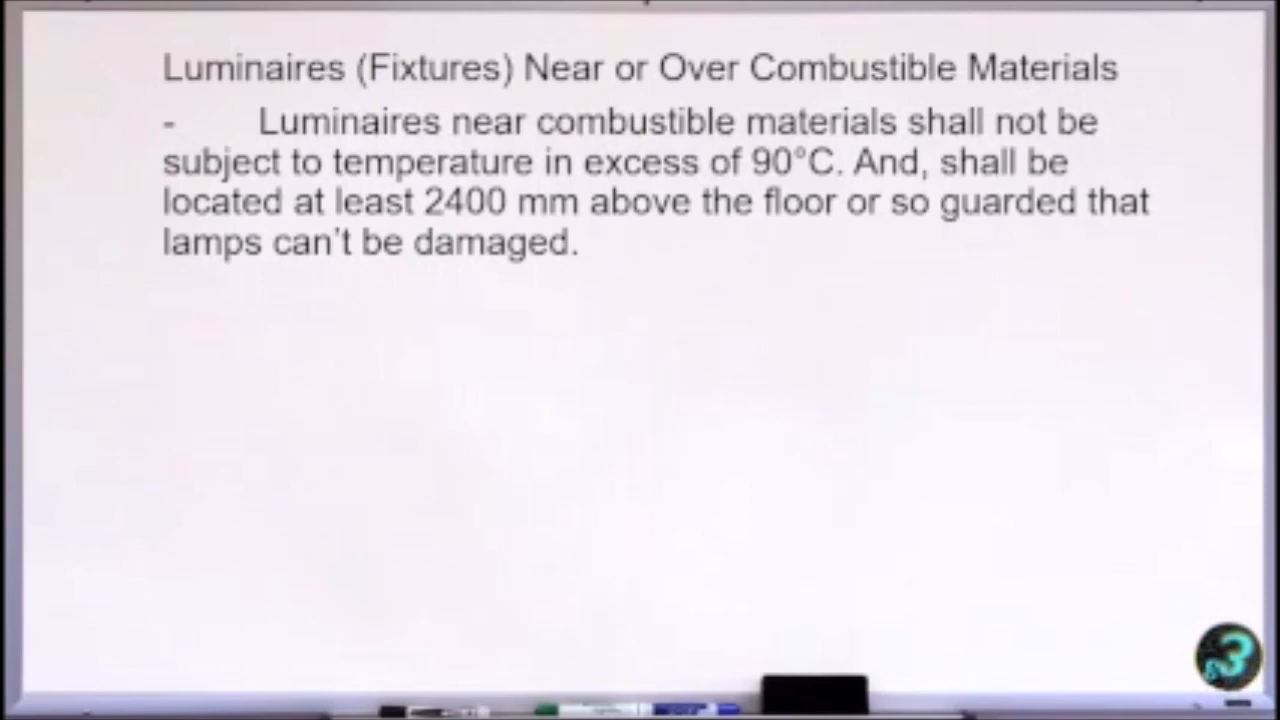 Luminaires (Fixtures) Near or Over Combustible Materials
- Luminaires near combustible materials shall not be
subject to temperature in excess of 90°C. And, shall be
located at least 2400 mm above the floor or so guarded that
lamps can't be damaged.
3